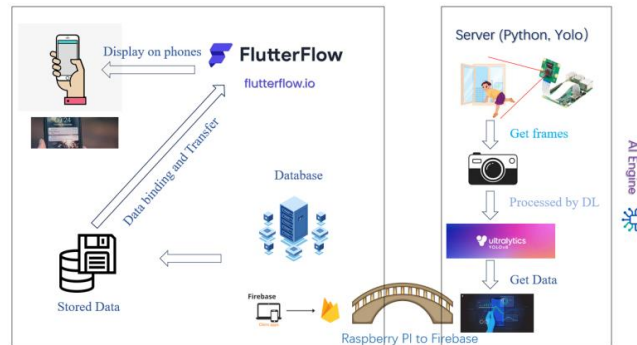 Display on phones
FlutterFlow
flutterflow.io
Data binding and Transfer
Database
Stored Data
Firebase
Raspberry PI to Firebase
Server (Python, Yolo)
Get frames
Processed by DL
ultralytics
Get Data
AI Engine